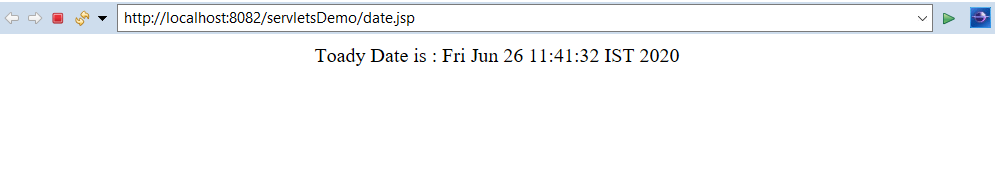 http://localhost:8082/servletsDemo/date.jsp
Toady Date is : Fri Jun 26 11:41:32 IST 2020